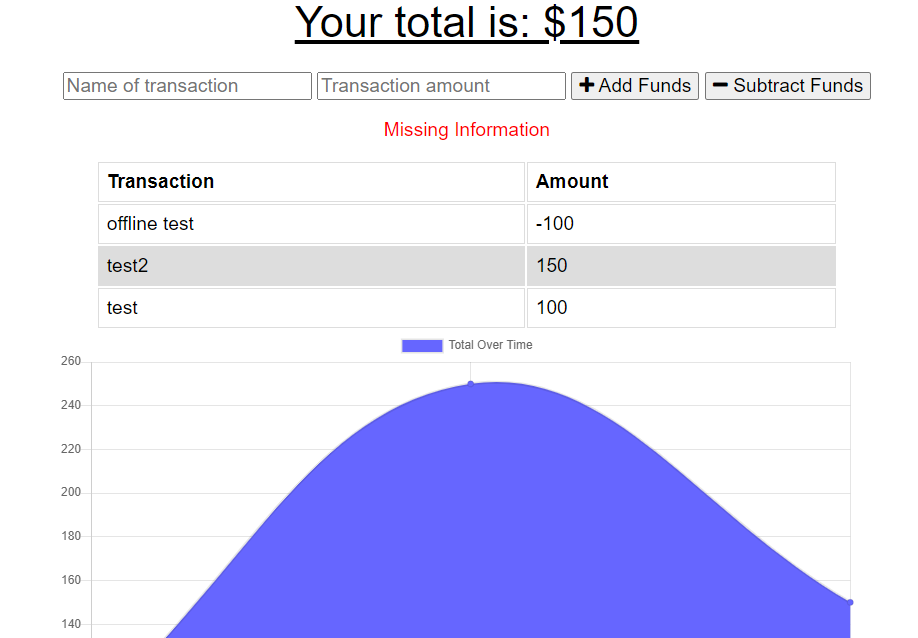 Your total is: $150
Name of transaction Transaction amount + Add Funds − Subtract Funds
Missing Information
Transaction Amount
offline test -100
test2 150
test 100
Total Over Time
260
240
220
200
180
160
140